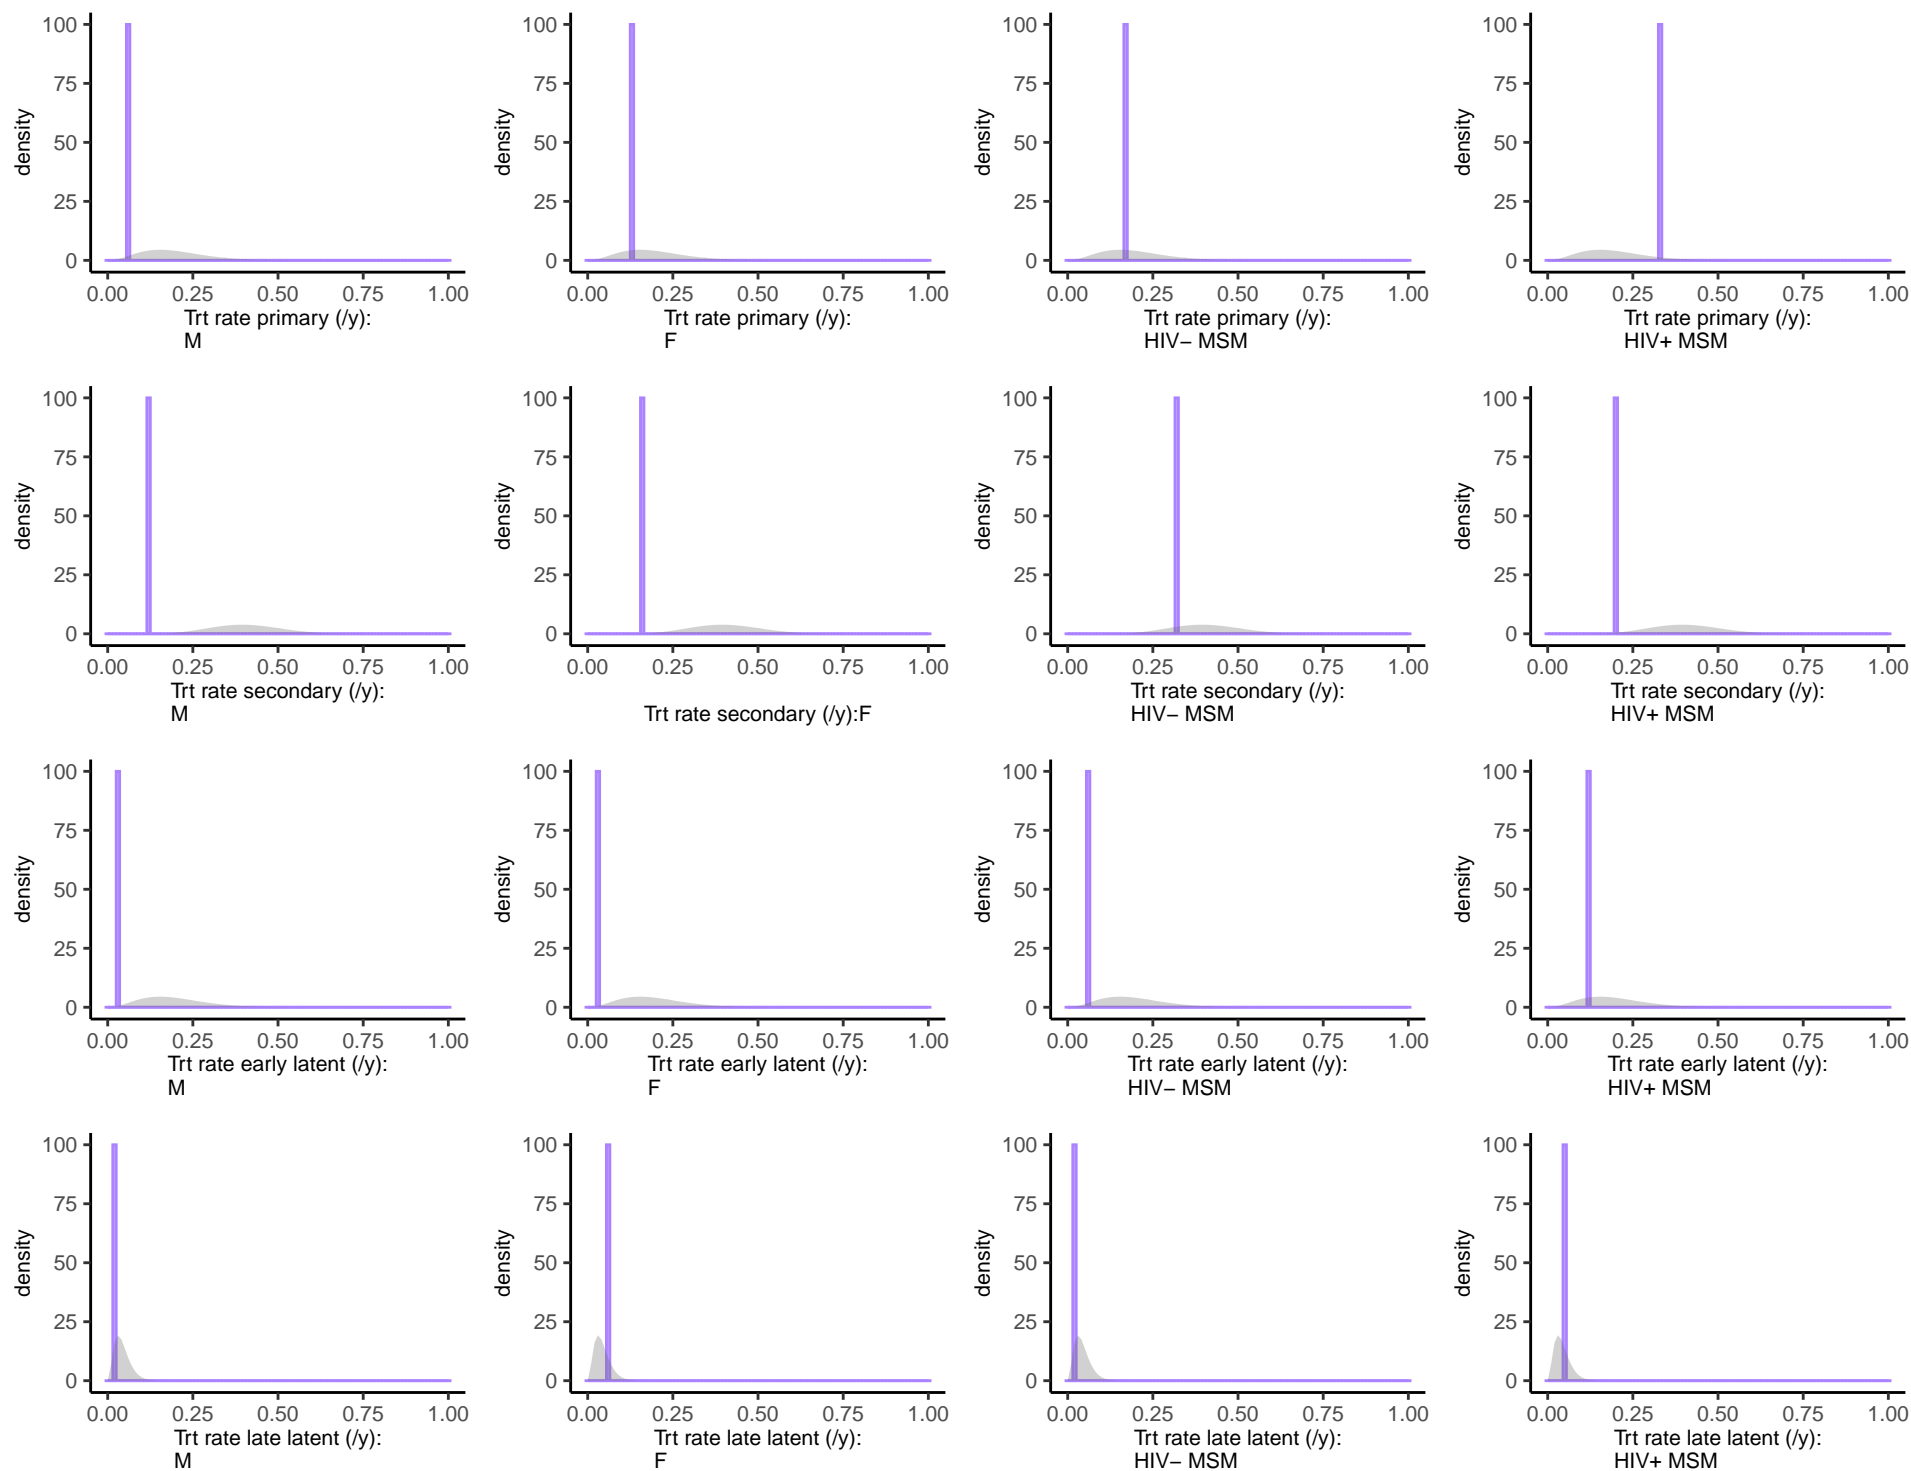 100
75
50
25
0
density
0.00 0.25 0.50 0.75 1.00
Trt rate primary (/y):
M
100
75
50
25
0
density
0.00 0.25 0.50 0.75 1.00
Trt rate primary (/y):
F
100
75
50
25
0
density
0.00 0.25 0.50 0.75 1.00
Trt rate primary (/y):
HIV− MSM
100
75
50
25
0
density
0.00 0.25 0.50 0.75 1.00
Trt rate primary (/y):
HIV+ MSM
100
75
50
25
0
density
0.00 0.25 0.50 0.75 1.00
Trt rate secondary (/y):
M
100
75
50
25
0
density
0.00 0.25 0.50 0.75 1.00
Trt rate secondary (/y):F
100
75
50
25
0
density
0.00 0.25 0.50 0.75 1.00
Trt rate secondary (/y):
HIV− MSM
100
75
50
25
0
density
0.00 0.25 0.50 0.75 1.00
Trt rate secondary (/y):
HIV+ MSM
100
75
50
25
0
density
0.00 0.25 0.50 0.75 1.00
Trt rate early latent (/y):
M
100
75
50
25
0
density
0.00 0.25 0.50 0.75 1.00
Trt rate early latent (/y):
F
100
75
50
25
0
density
0.00 0.25 0.50 0.75 1.00
Trt rate early latent (/y):
HIV− MSM
100
75
50
25
0
density
0.00 0.25 0.50 0.75 1.00
Trt rate early latent (/y):
HIV+ MSM
100
75
50
25
0
density
0.00 0.25 0.50 0.75 1.00
Trt rate late latent (/y):
M
100
75
50
25
0
density
0.00 0.25 0.50 0.75 1.00
Trt rate late latent (/y):
F
100
75
50
25
0
density
0.00 0.25 0.50 0.75 1.00
Trt rate late latent (/y):
HIV− MSM
100
75
50
25
0
density
0.00 0.25 0.50 0.75 1.00
Trt rate late latent (/y):
HIV+ MSM